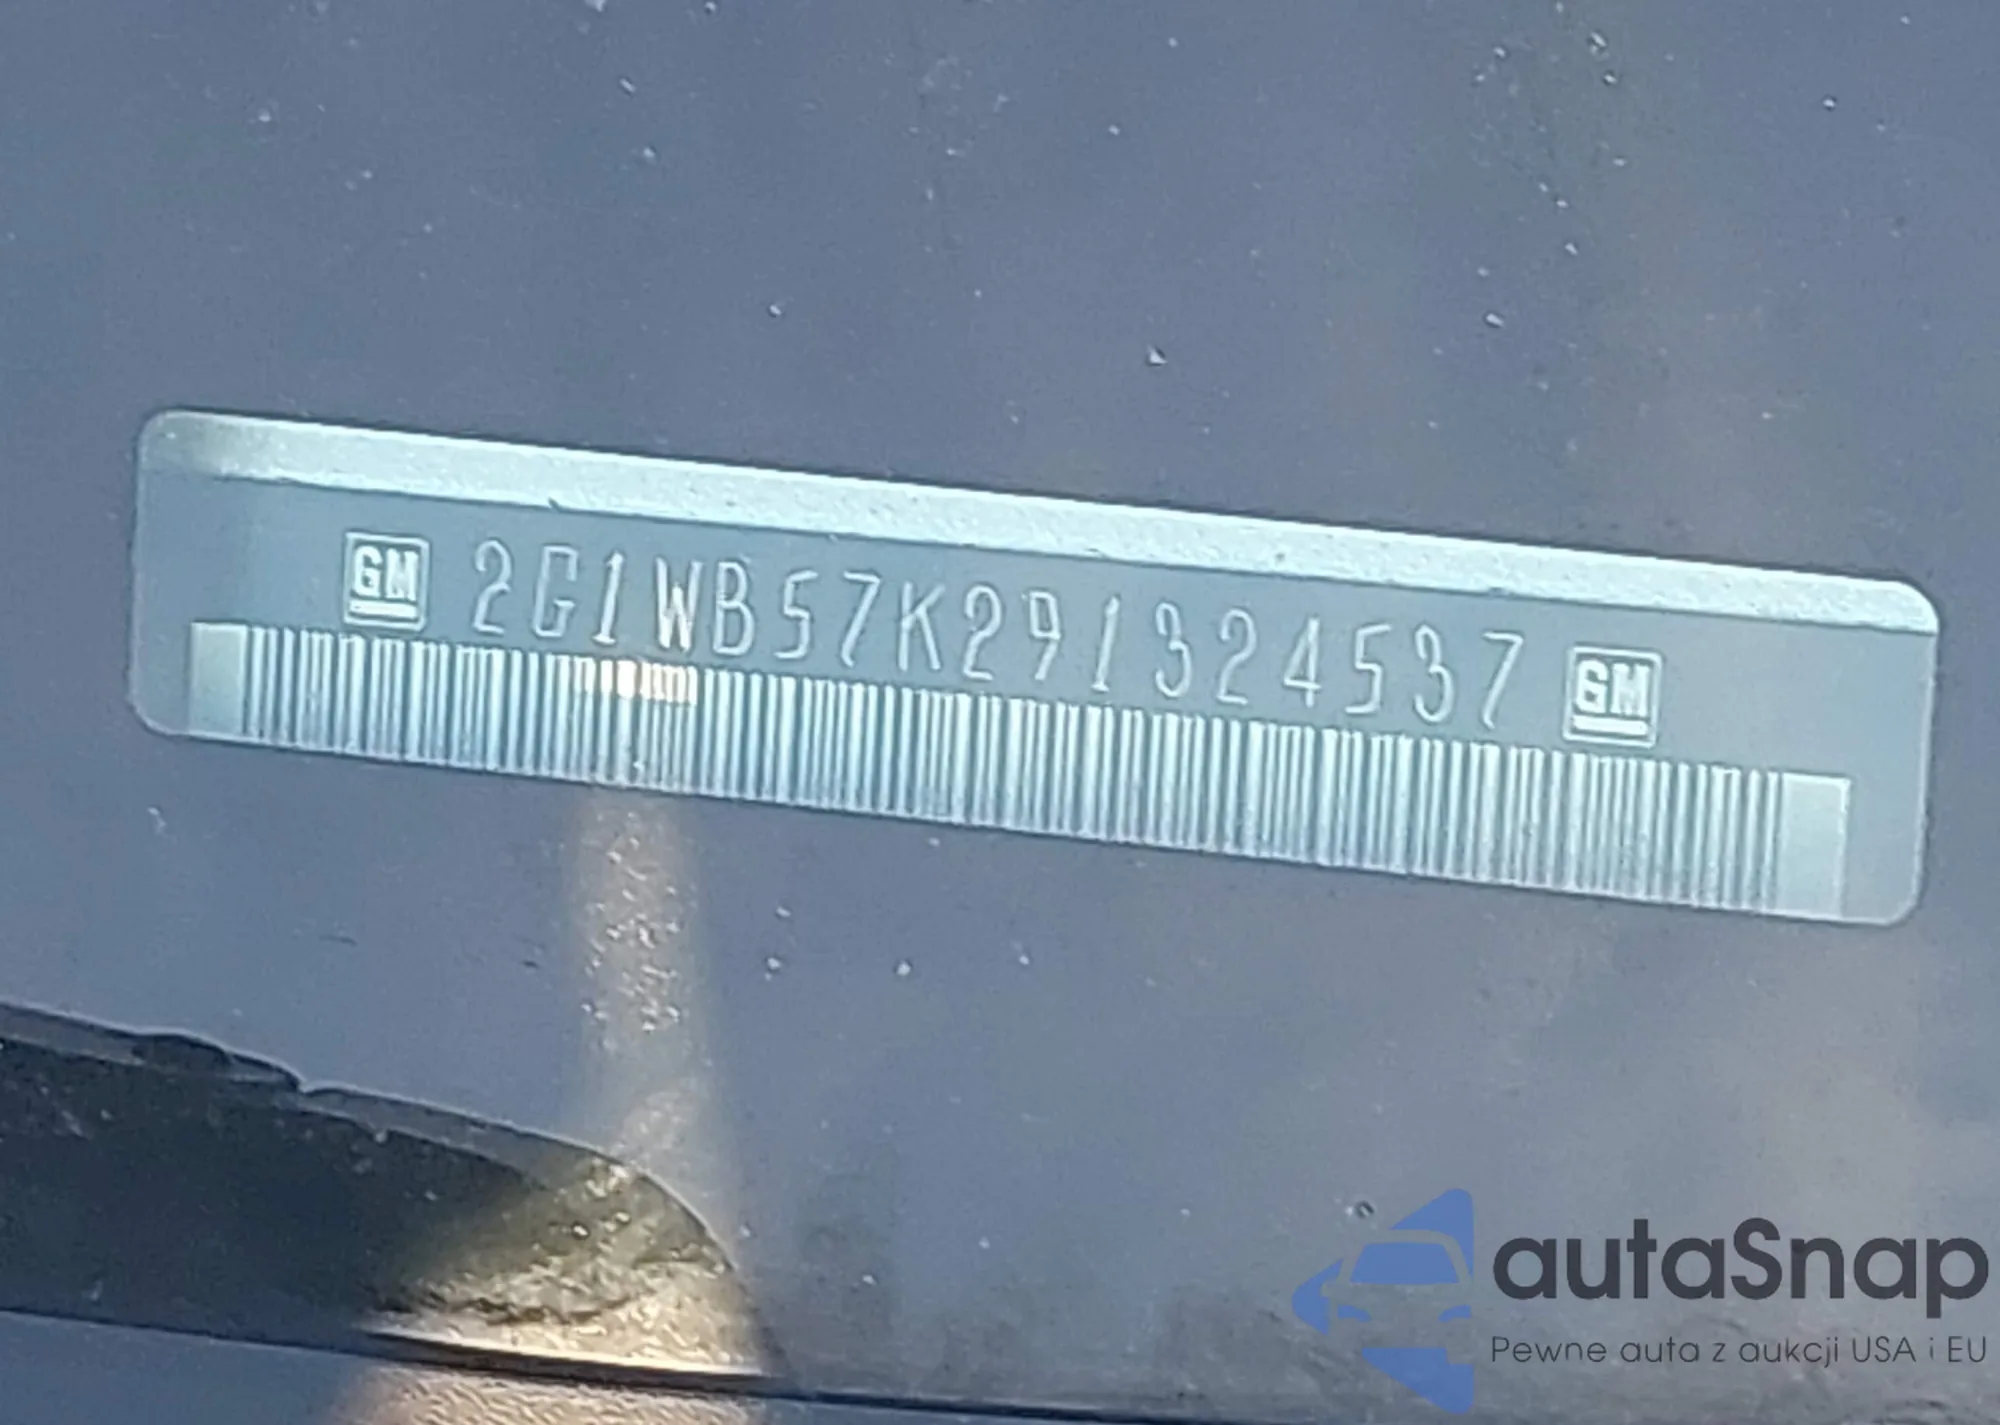 GM 2G1WB57K291324537 GM
autaSnap
Pewne auta z aukcji USA i EU